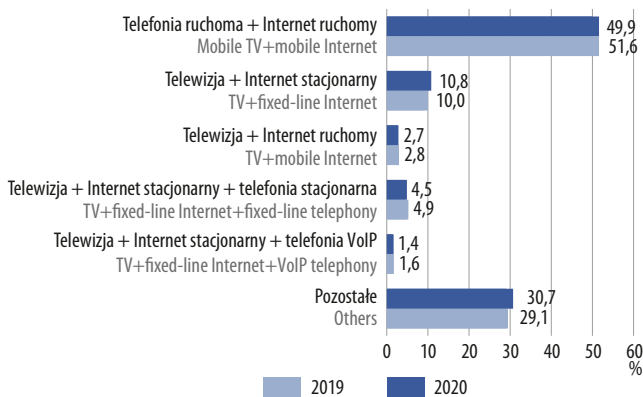 Telefonia ruchoma + Internet ruchomy
Mobile TV+mobile Internet
49,9
51,6
Telewizja + Internet stacjonarny
TV+fixed-line Internet
10,8
10,0
Telewizja + Internet ruchomy
TV+mobile Internet
2,7
2,8
Telewizja + Internet stacjonarny + telefonia stacjonarna
TV+fixed-line Internet+fixed-line telephony
4,5
4,9
Telewizja + Internet stacjonarny + telefonia VoIP
TV+fixed-line Internet+VoIP telephony
1,4
1,6
Pozostałe
Others
30,7
29,1
0 10 20 30 40 50 60
%
2019 2020